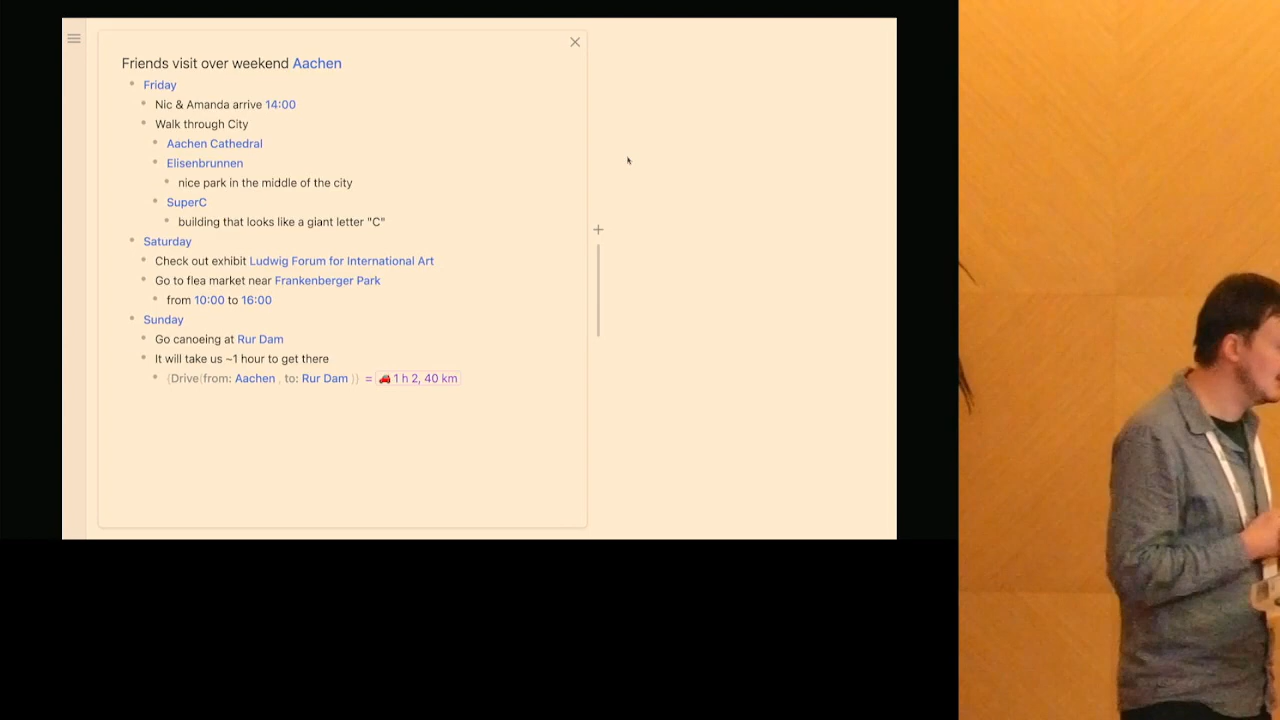 Friends visit over weekend Aachen
Friday
Nic & Amanda arrive 14:00
Walk through City
Aachen Cathedral
Elisenbrunnen
nice park in the middle of the city
SuperC
building that looks like a giant letter "C"
Saturday
Check out exhibit Ludwig Forum for International Art
Go to flea market near Frankenberger Park
from 10:00 to 16:00
Sunday
Go canoeing at Rur Dam
It will take us ~1 hour to get there
{Drive(from: Aachen , to: Rur Dam )} = 🚗 1 h 2, 40 km